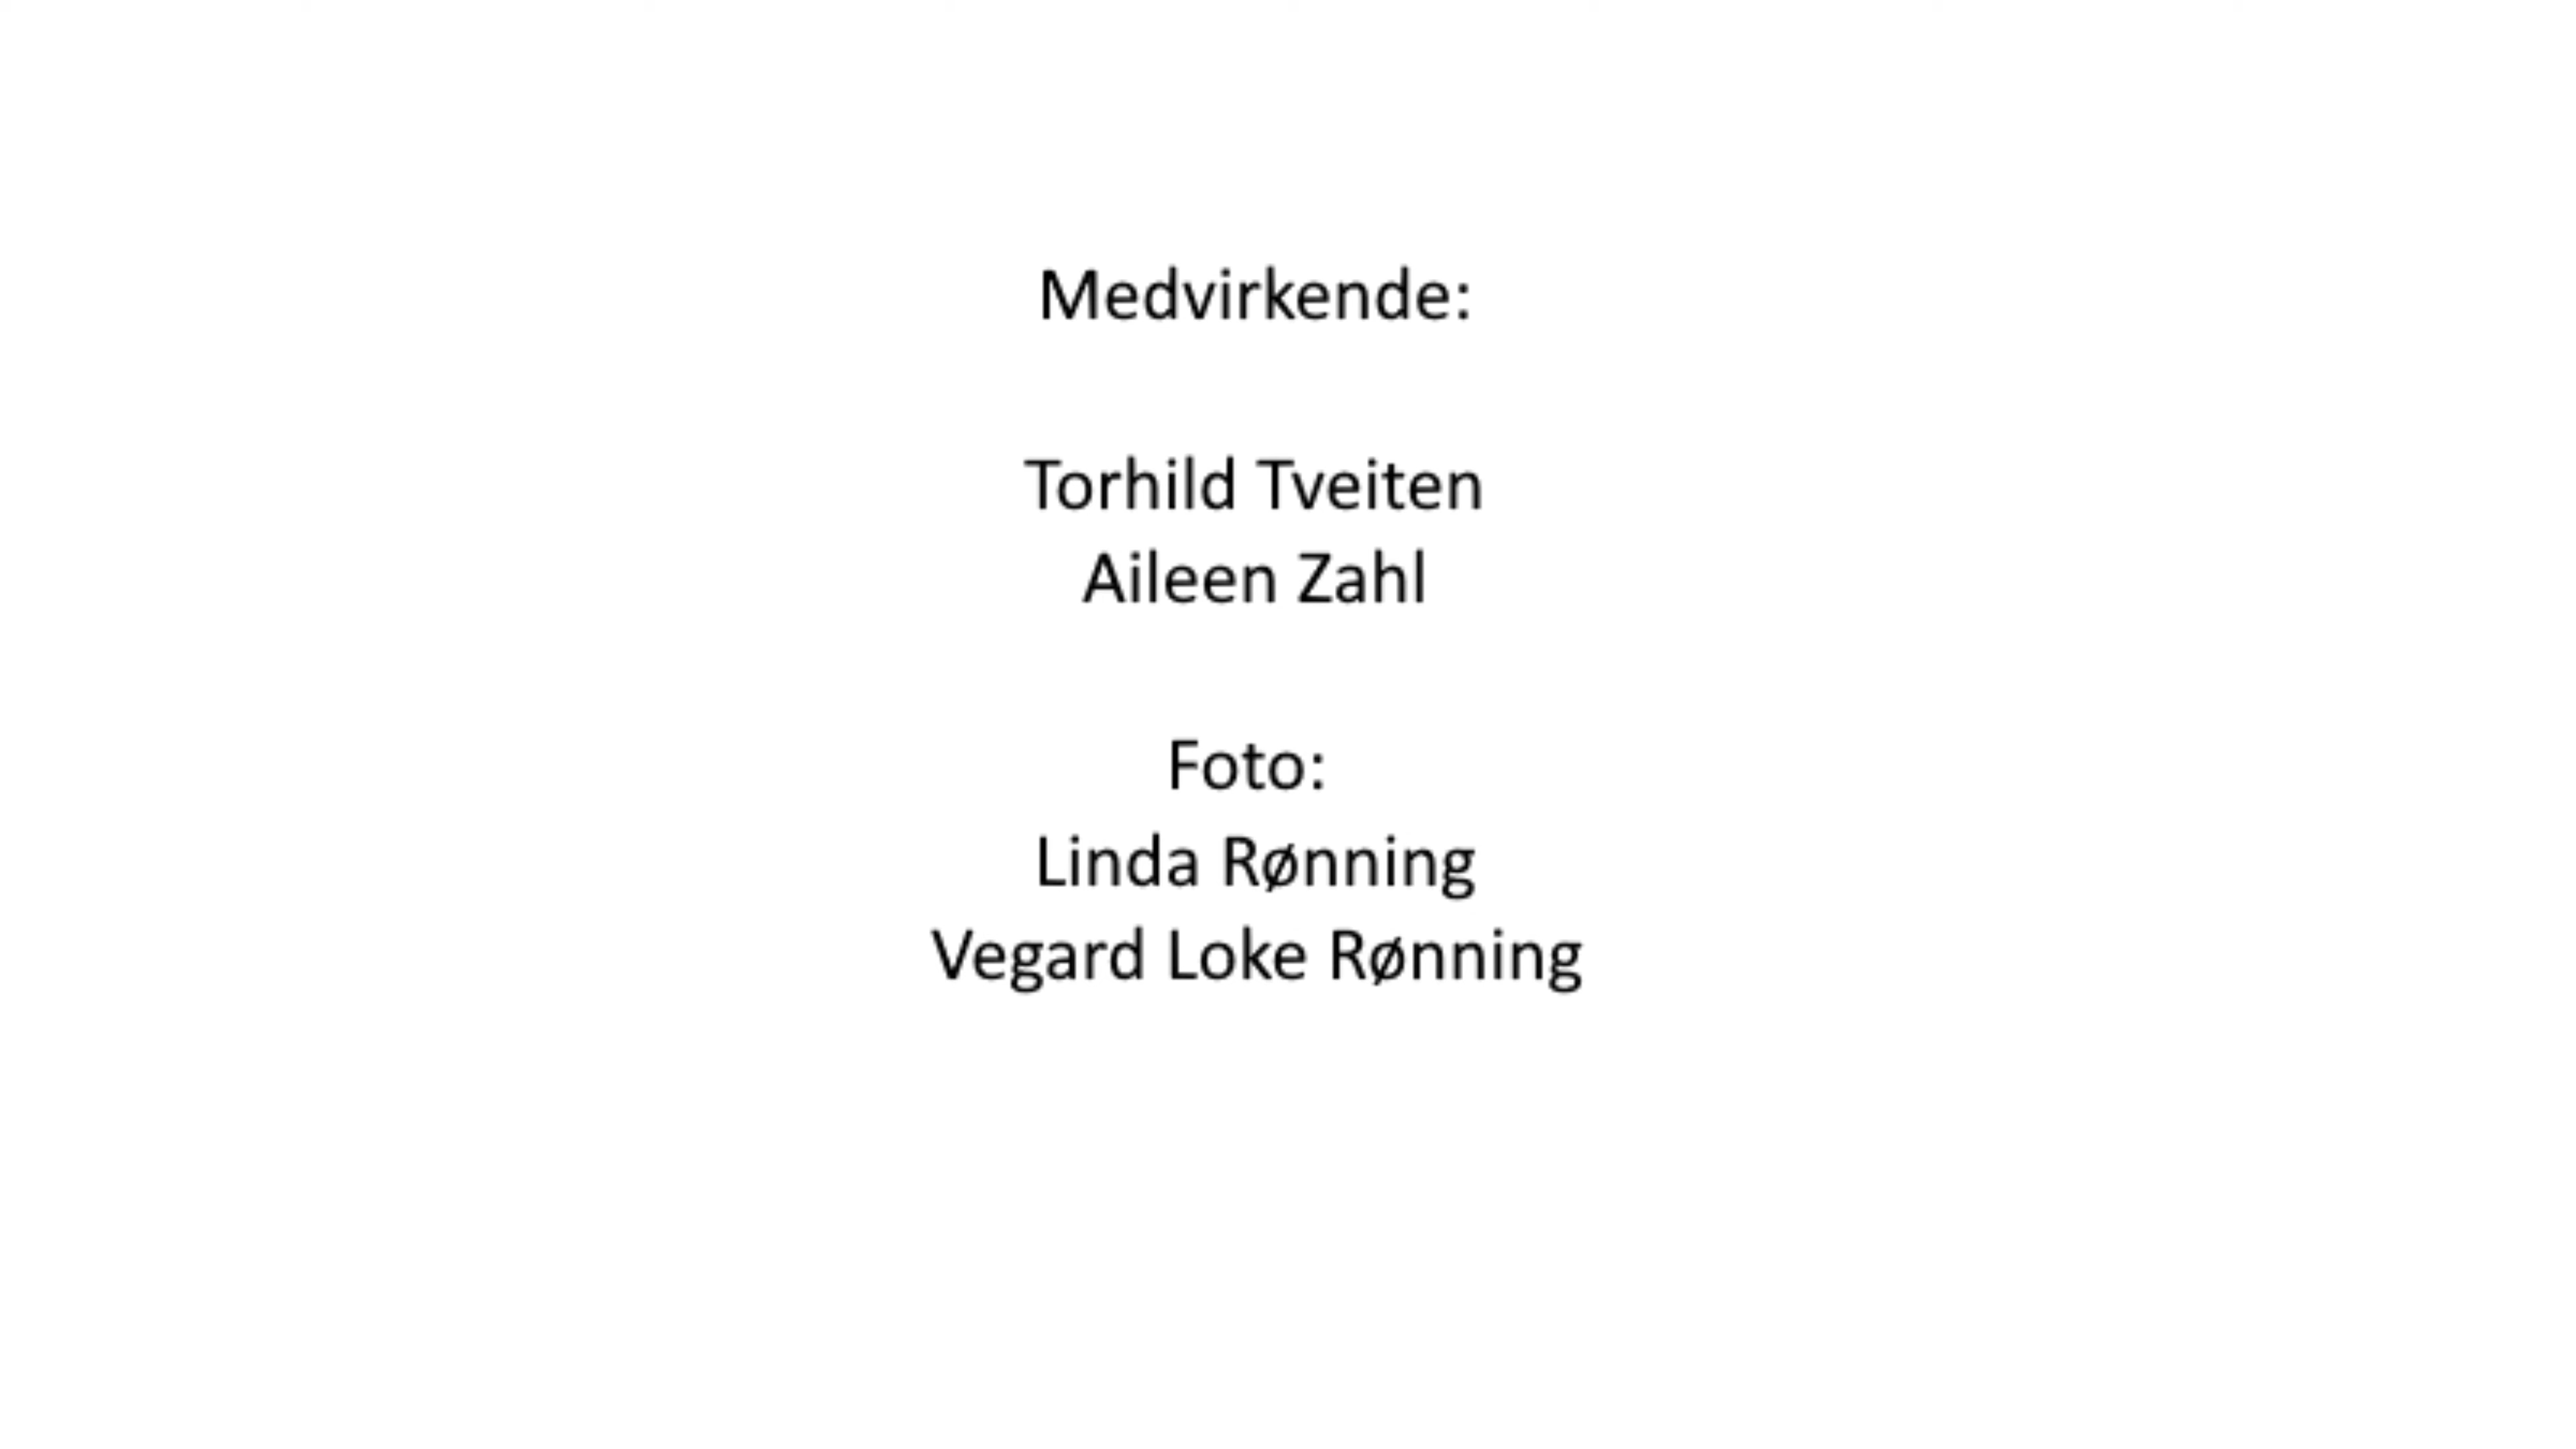 Medvirkende:
Torhild Tveiten
Aileen Zahl
Foto:
Linda Rønning
Vegard Loke Rønning